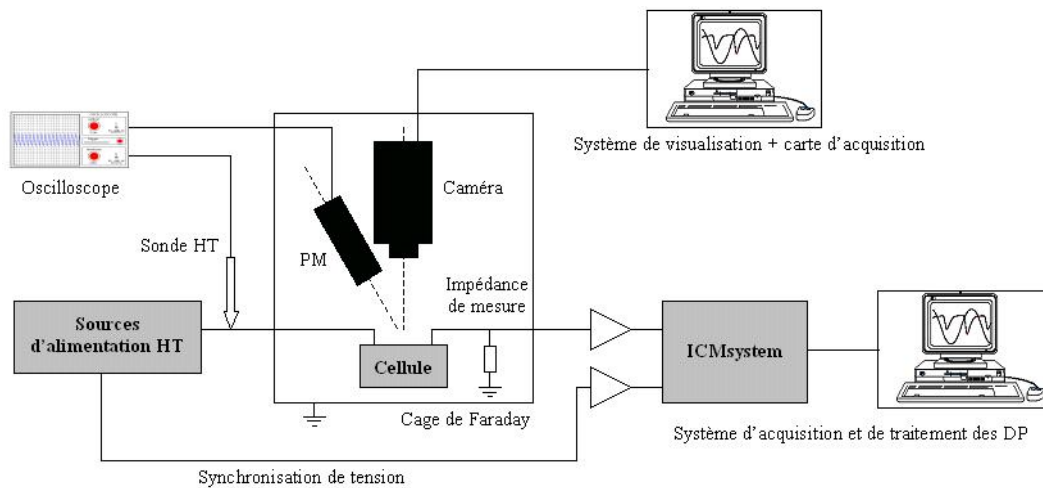 Système de visualisation + carte d'acquisition
Oscilloscope
Caméra
Sonde HT
PM
Impédance
de mesure
Sources
d'alimentation HT
Cellule
ICMsystem
Cage de Faraday
Système d'acquisition et de traitement des DP
Synchronisation de tension